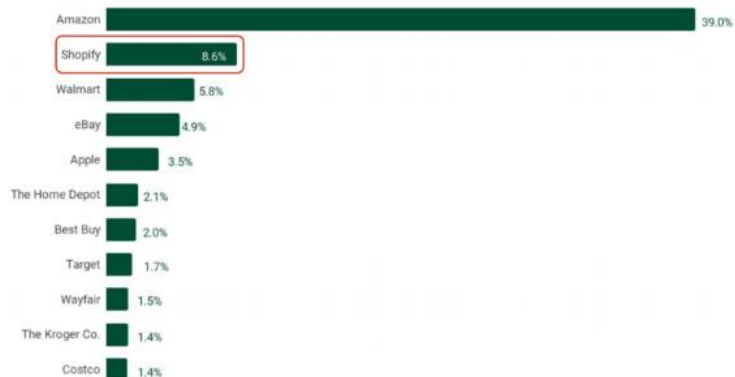 Amazon 39.0%
Shopify 8.6%
Walmart 5.8%
eBay 4.9%
Apple 3.5%
The Home Depot 2.1%
Best Buy 2.0%
Target 1.7%
Wayfair 1.5%
The Kroger Co. 1.4%
Costco 1.4%